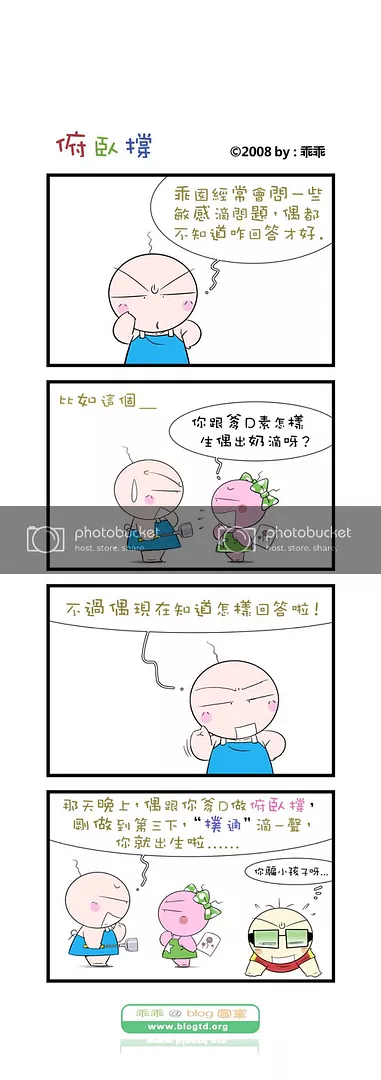 俯臥撐
©2008 by : 乖乖
乖囡經常會問一些
敏感滴問題，偶都
不知道咋回答才好.
比如這個__
你跟爹D素怎樣
生偶出奶滴呀？
photobucket
host. store. share.
photobucket
host. store. share.
不過偶現在知道怎樣回答啦！
那天晚上，偶跟你爹D做俯臥撐，
剛做到第三下，“撲通”滴一聲，
你就出生啦......
你騙小孩子呀...
乖乖 @ blog 圖黨
www.blogtd.org